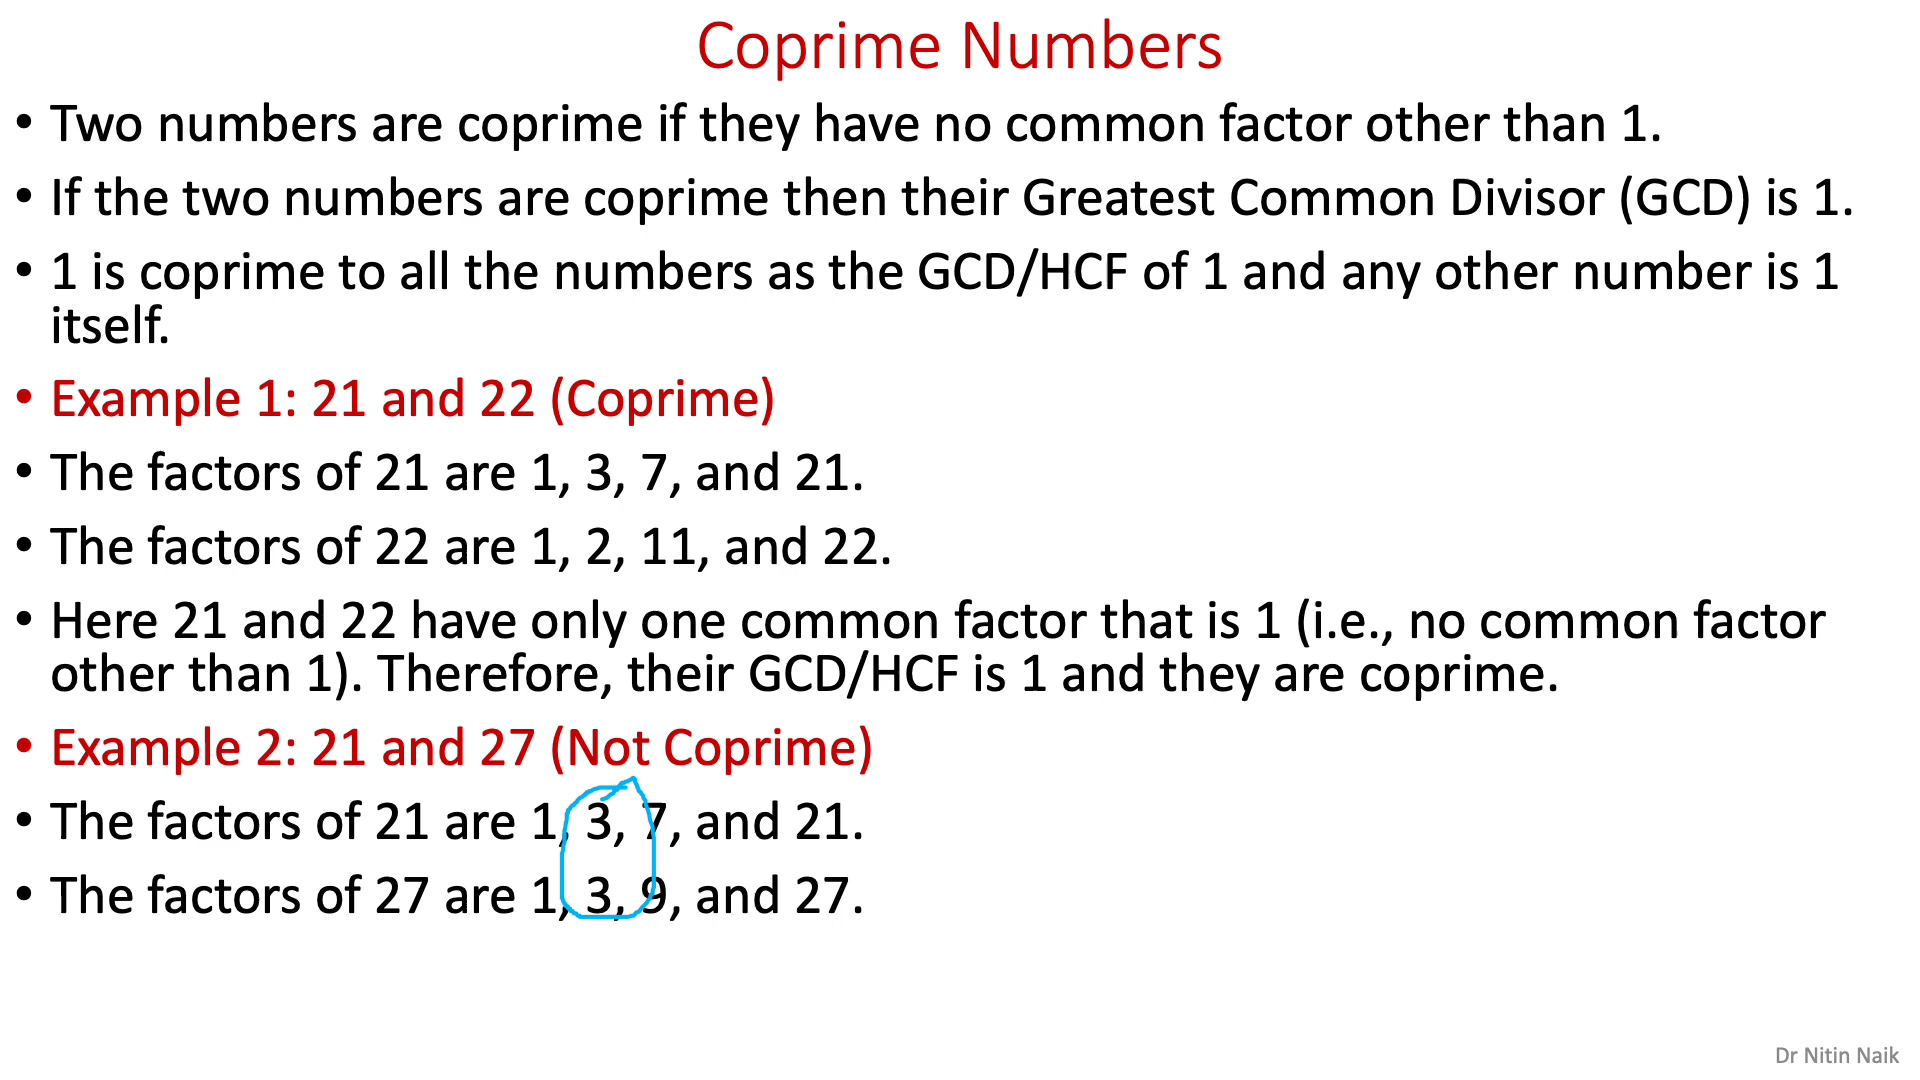 Coprime Numbers
• Two numbers are coprime if they have no common factor other than 1.
• If the two numbers are coprime then their Greatest Common Divisor (GCD) is 1.
• 1 is coprime to all the numbers as the GCD/HCF of 1 and any other number is 1
itself.
• Example 1: 21 and 22 (Coprime)
• The factors of 21 are 1, 3, 7, and 21.
• The factors of 22 are 1, 2, 11, and 22.
• Here 21 and 22 have only one common factor that is 1 (i.e., no common factor
other than 1). Therefore, their GCD/HCF is 1 and they are coprime.
• Example 2: 21 and 27 (Not Coprime)
• The factors of 21 are 1, 3, 7, and 21.
• The factors of 27 are 1, 3, 9, and 27.
Dr Nitin Naik